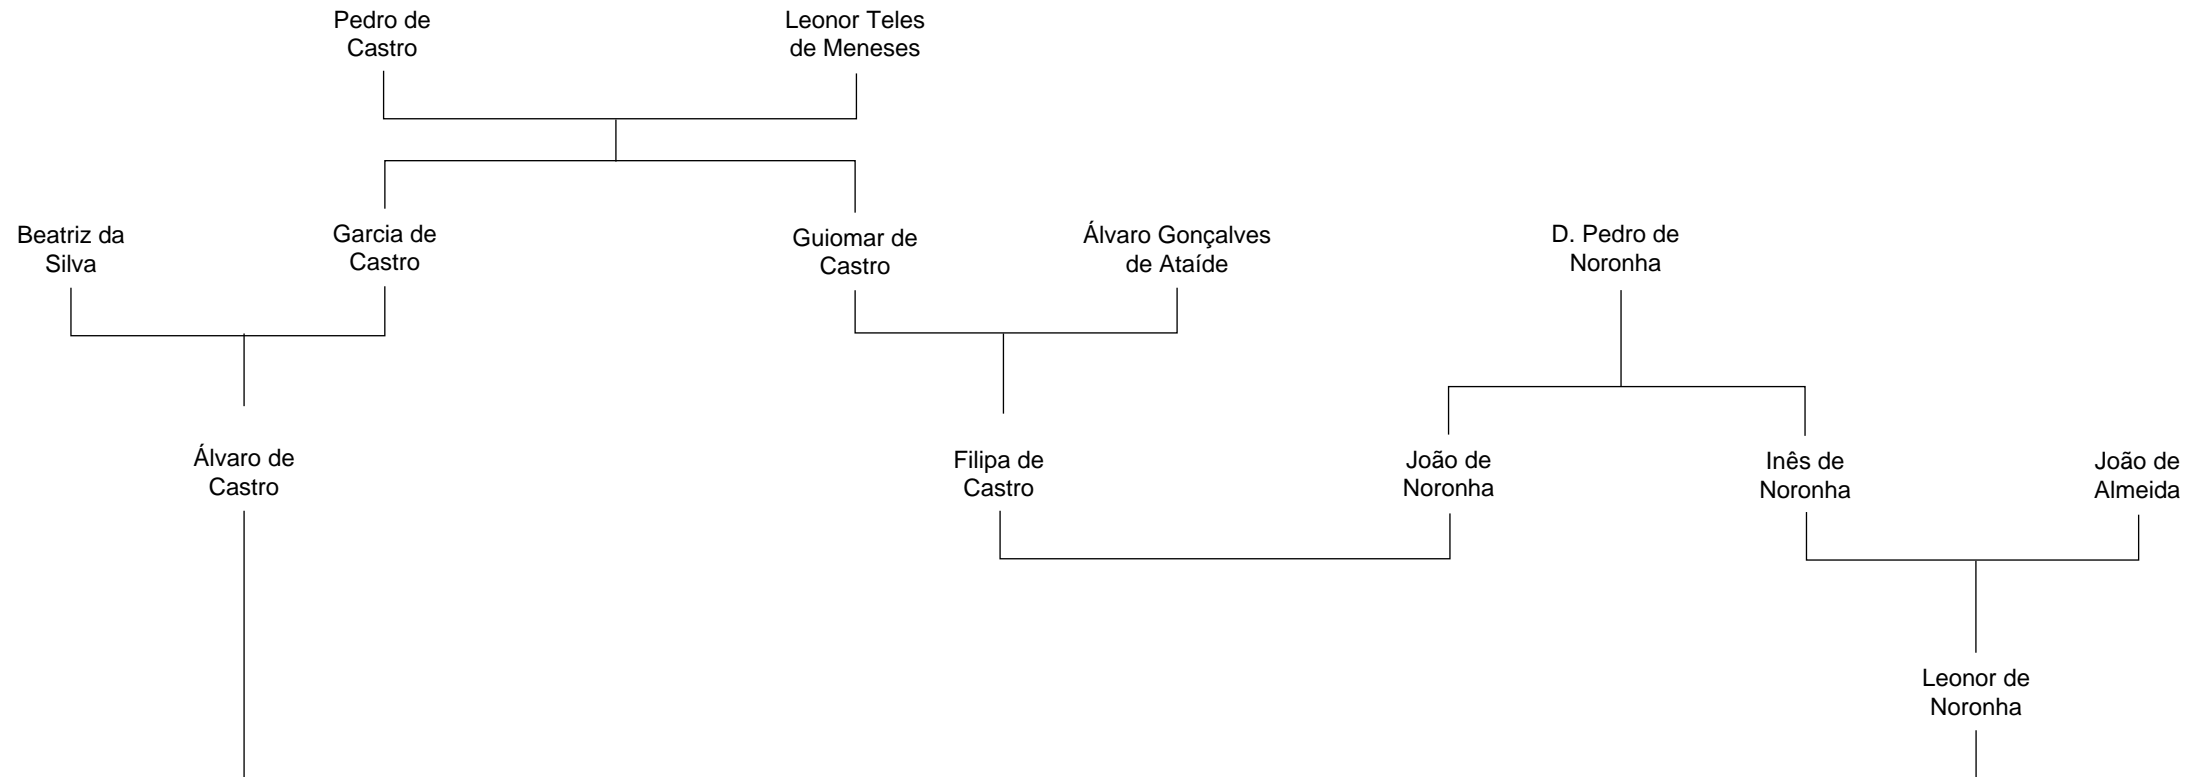 Pedro de
Castro
Leonor Teles
de Meneses
Beatriz da
Silva
Garcia de
Castro
Guiomar de
Castro
Álvaro Gonçalves
de Ataíde
D. Pedro de
Noronha
Álvaro de
Castro
Filipa de
Castro
João de
Noronha
Inês de
Noronha
João de
Almeida
Leonor de
Noronha